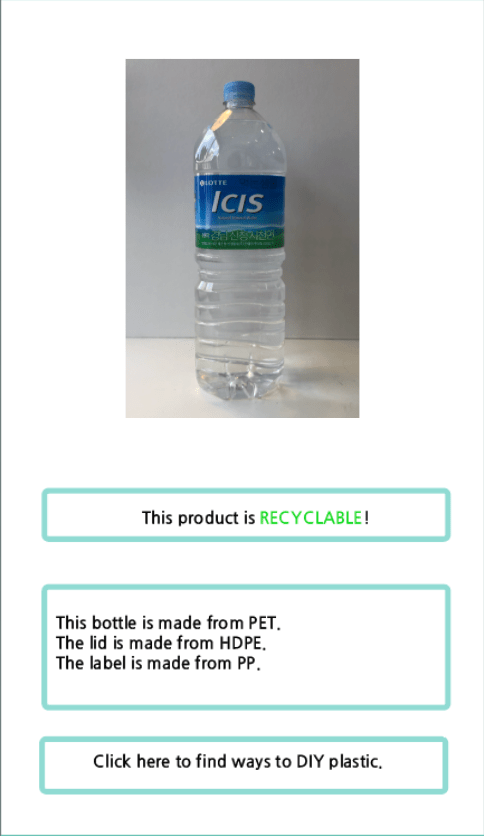 LOTTE
ICIS
This product is RECYCLABLE!
This bottle is made from PET.
The lid is made from HDPE.
The label is made from PP.
Click here to find ways to DIY plastic.